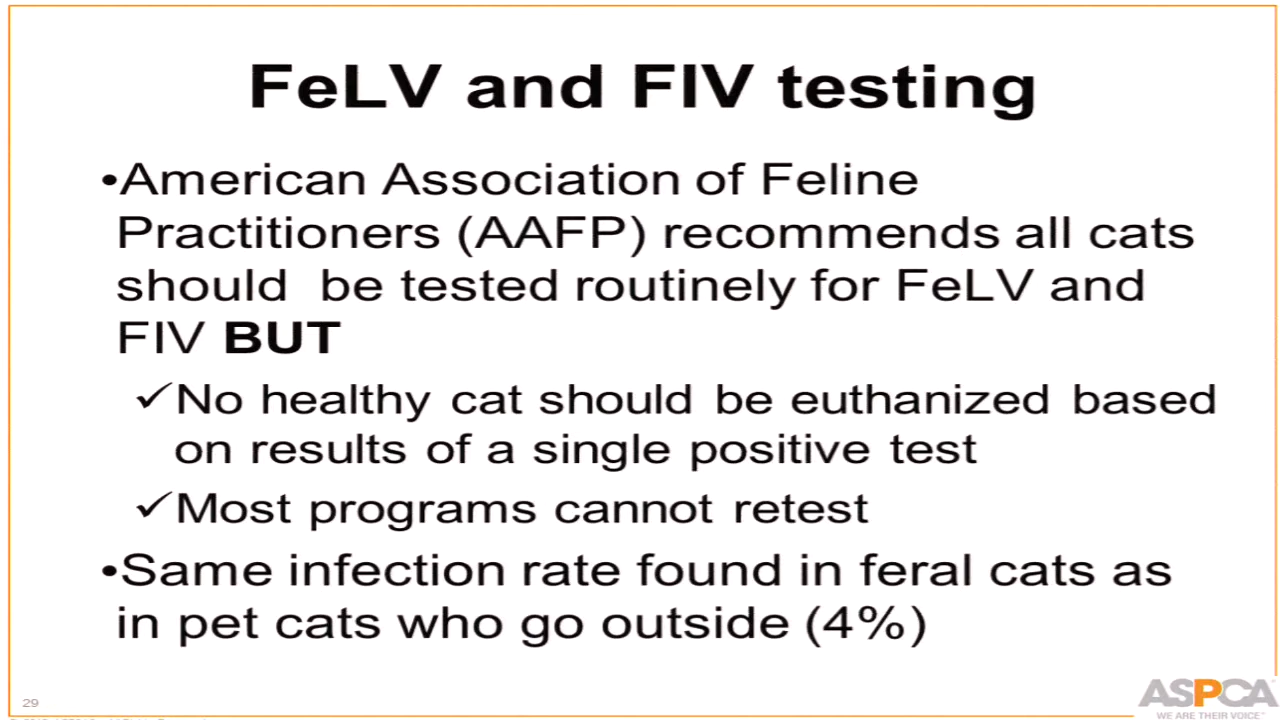 FeLV and FIV testing
•American Association of Feline
Practitioners (AAFP) recommends all cats
should be tested routinely for FeLV and
FIV BUT
✓No healthy cat should be euthanized based
on results of a single positive test
✓Most programs cannot retest
•Same infection rate found in feral cats as
in pet cats who go outside (4%)
29
ASPCA
WE ARE THEIR VOICE